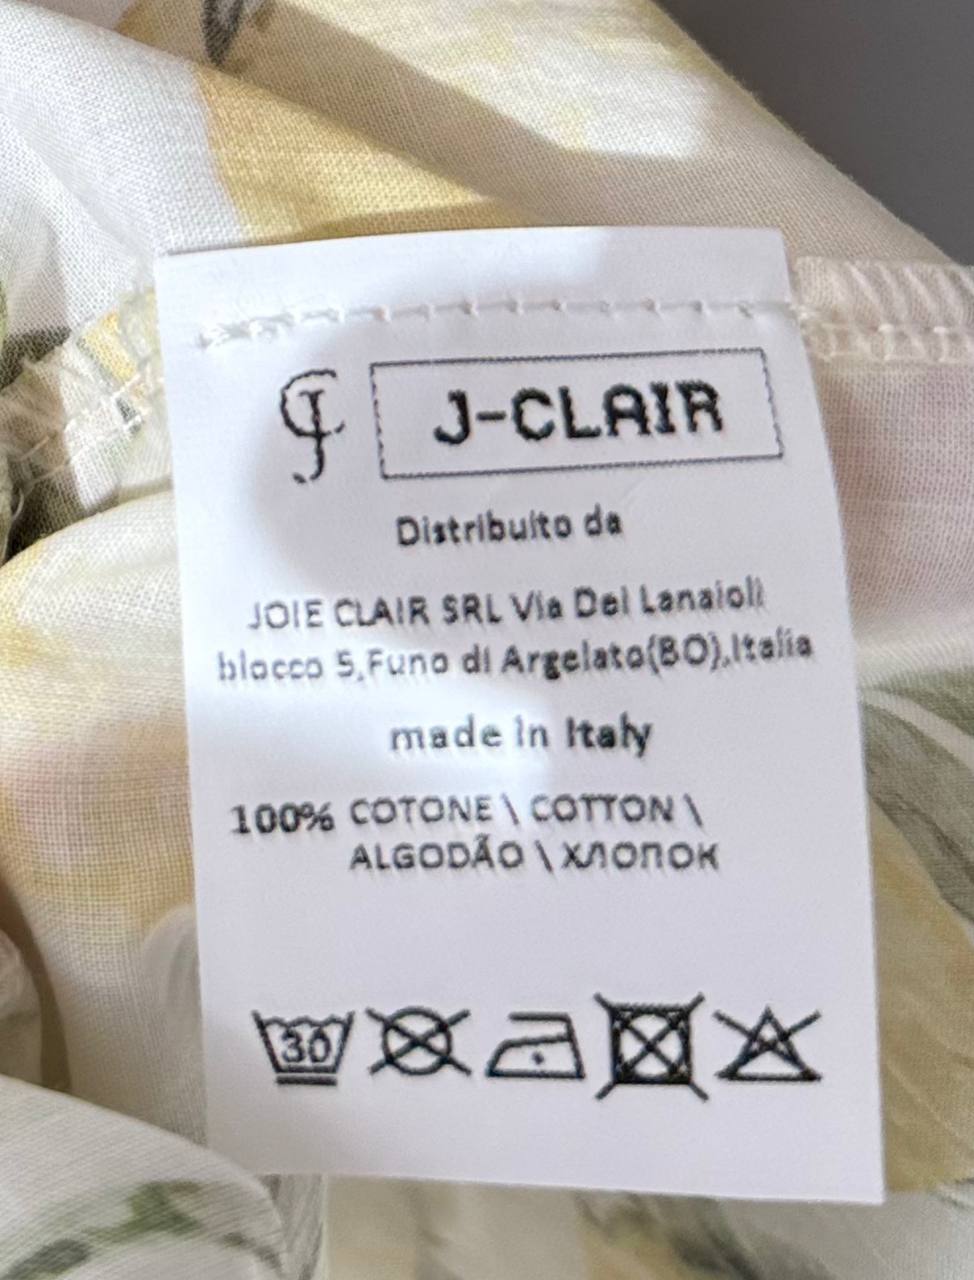 J-CLAIR
Distribuito da
JOIE CLAIR SRL Via Dei Lanaioli
blocco 5,Funo di Argelato(BO),Italia
made in Italy
100% COTONE \ COTTON \
ALGODÃO \ ХЛОПОК
30